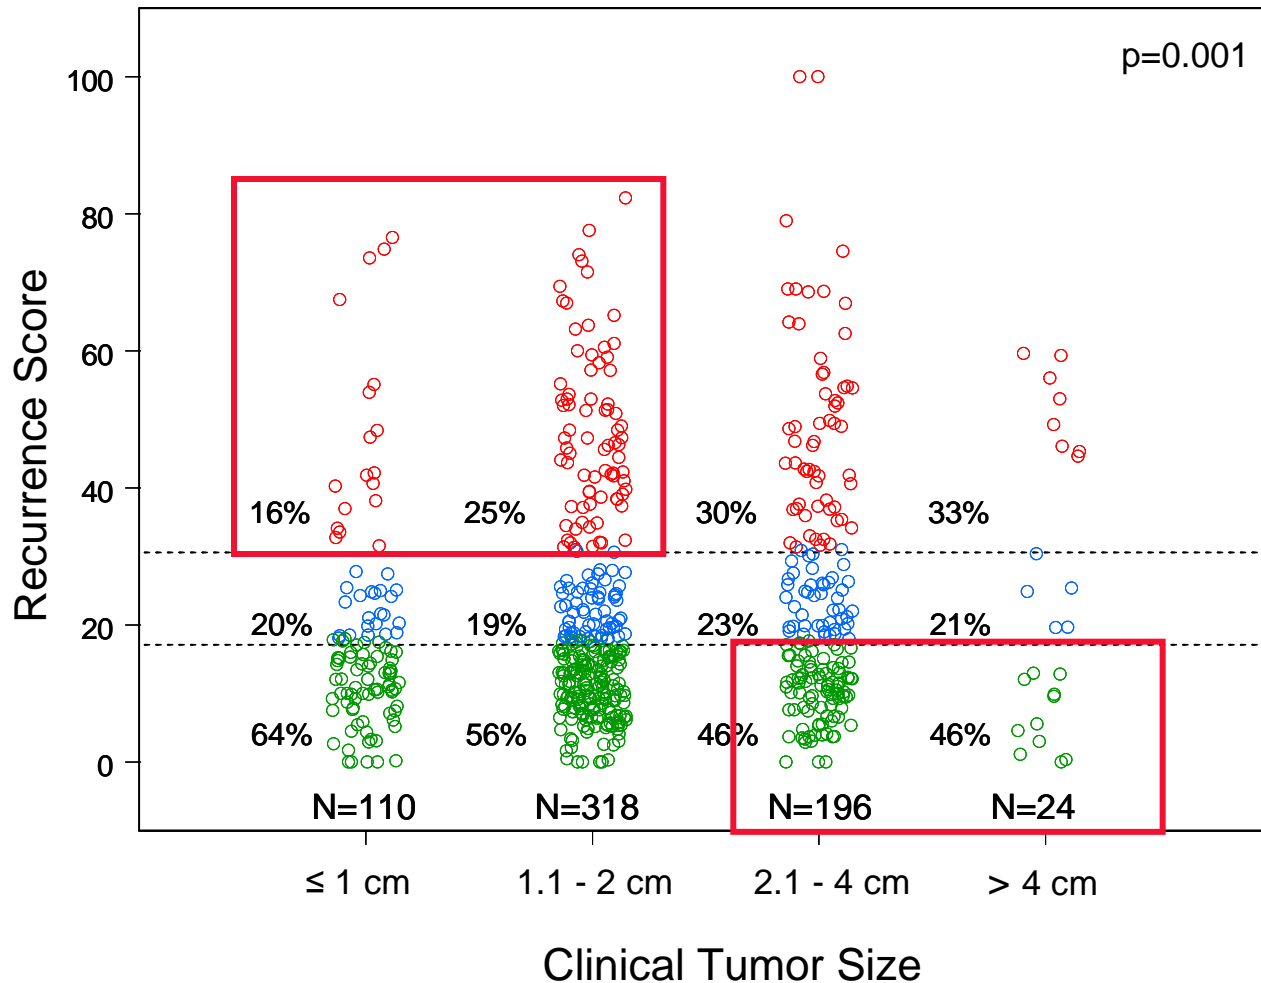 p=0.001
100
80
60
40
20
0
Recurrence Score
16% 25% 30% 33%
20% 19% 23% 21%
64% 56% 46% 46%
N=110 N=318 N=196 N=24
≤ 1 cm 1.1 - 2 cm 2.1 - 4 cm > 4 cm
Clinical Tumor Size